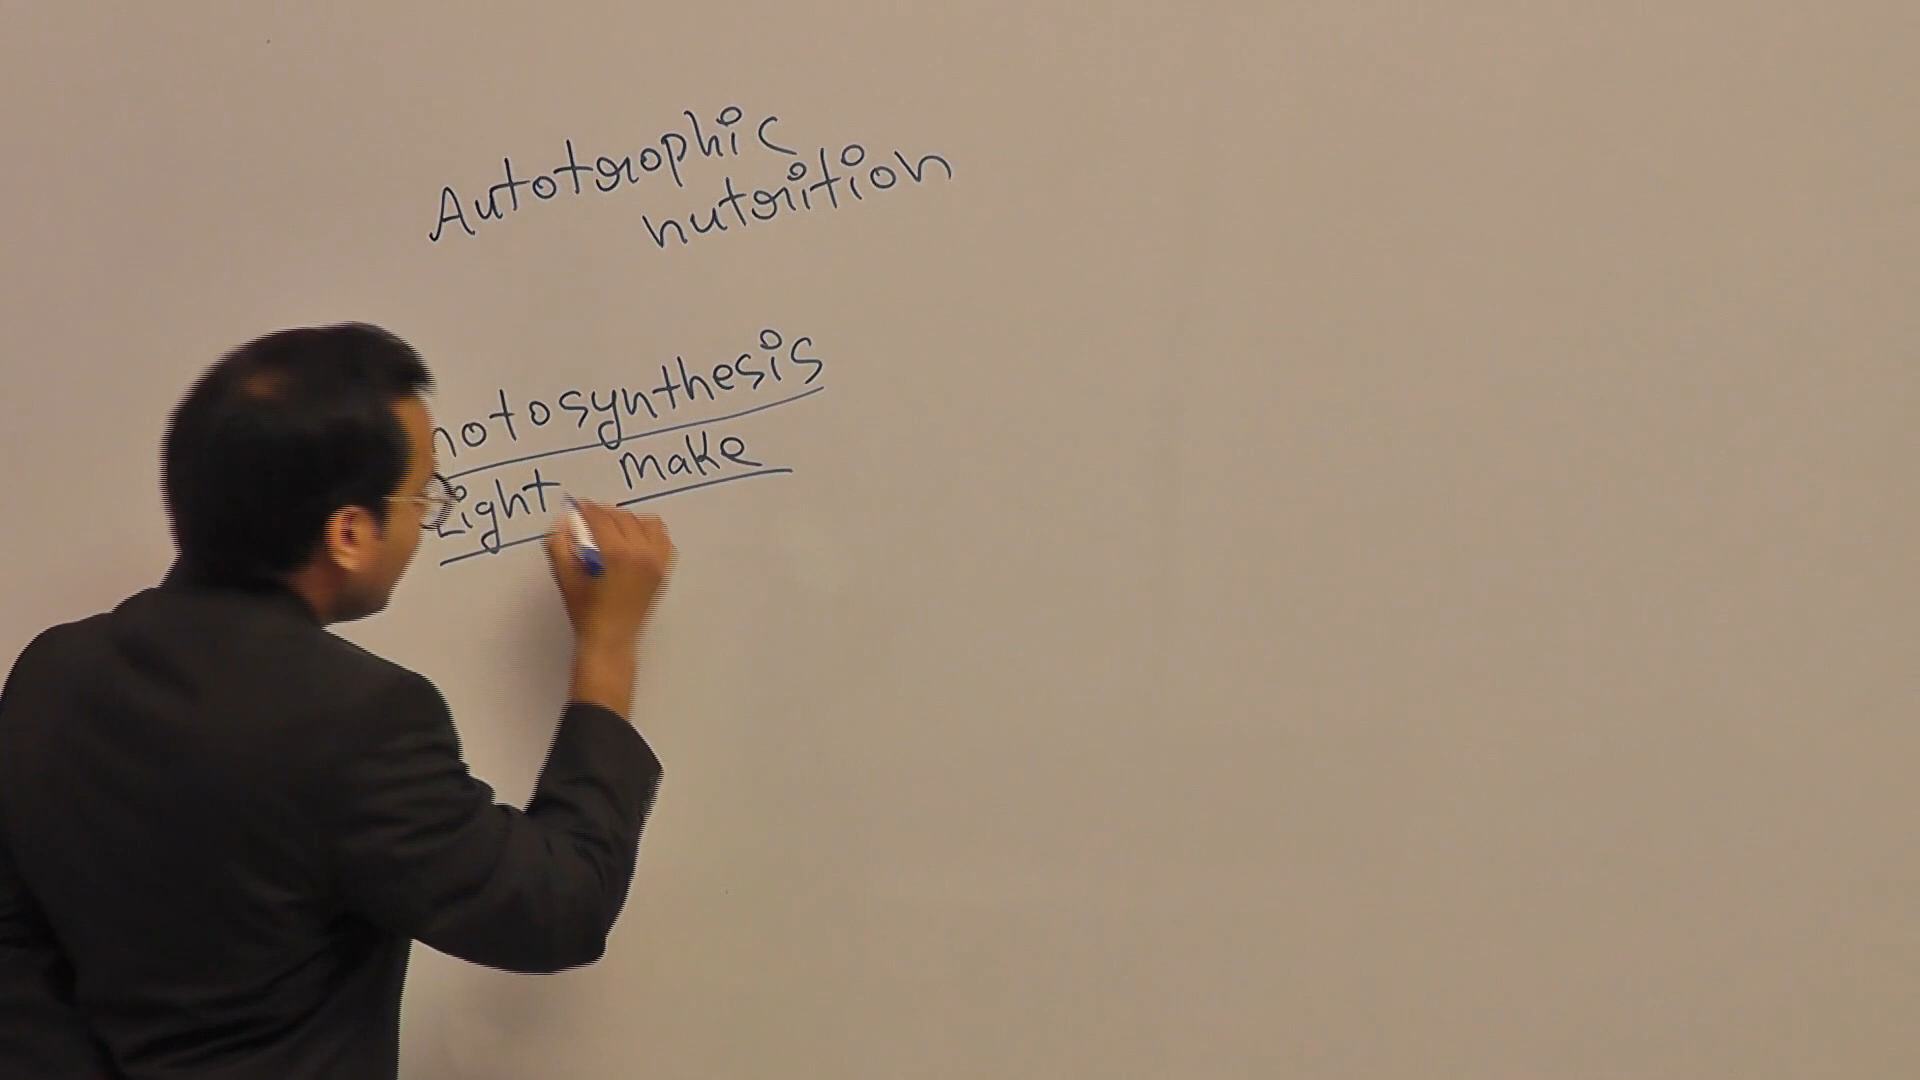 Autotrophic
nutrition
hotosynthesis
Light make